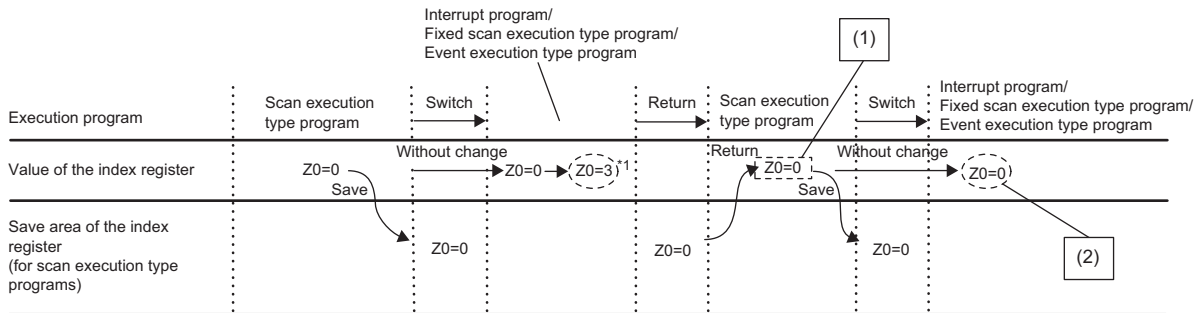 Interrupt program/
Fixed scan execution type program/
Event execution type program
(1)
Execution program
Scan execution
type program
Switch
Return
Scan execution
type program
Switch
Interrupt program/
Fixed scan execution type program/
Event execution type program
Value of the index register
Z0=0
Without change
Z0=0
Z0=3
*1
Return
Z0=0
Without change
Z0=0
Save
Save
Save area of the index
register
(for scan execution type
programs)
Z0=0
Z0=0
Z0=0
(2)